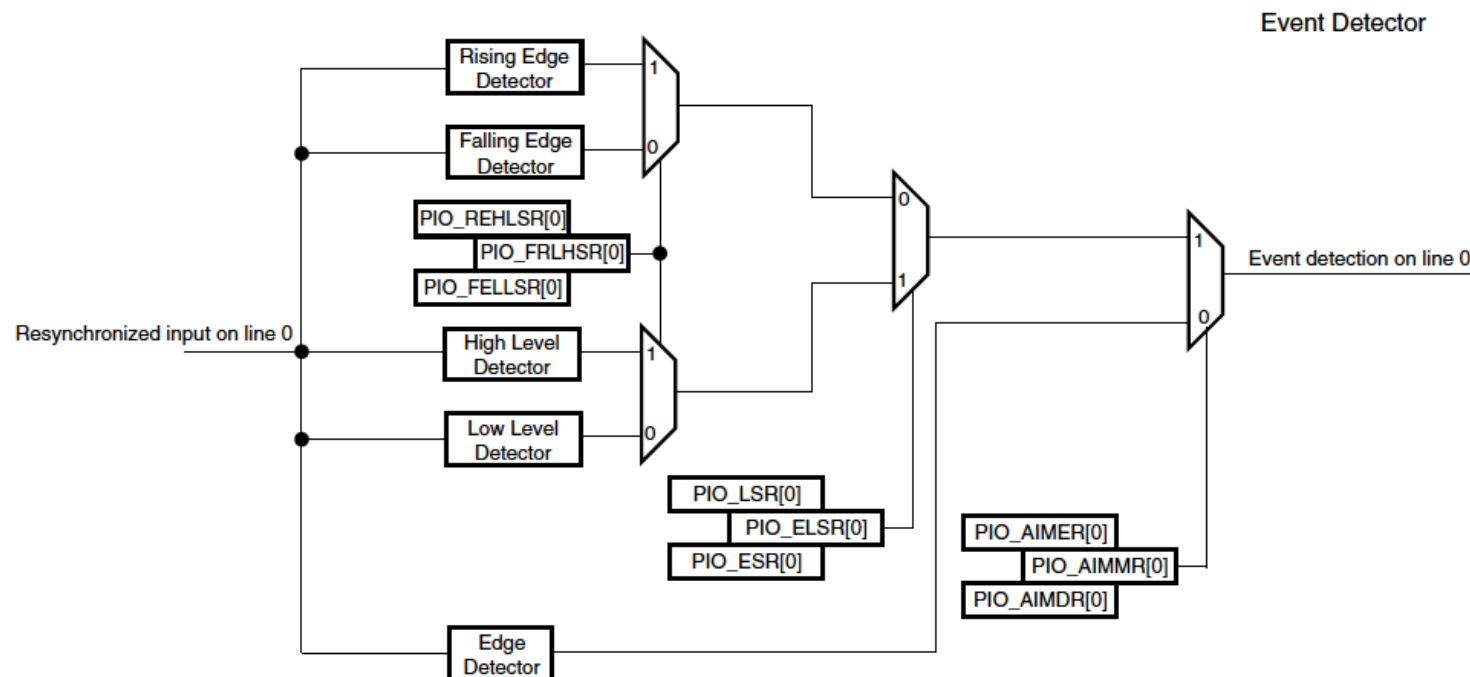 Event Detector
Rising Edge
Detector
1
Falling Edge
Detector
0
PIO_REHLSR[0]
PIO_FRLHSR[0]
PIO_FELLSR[0]
0
1
1
0
Event detection on line 0
Resynchronized input on line 0
High Level
Detector
1
Low Level
Detector
0
PIO_LSR[0]
PIO_ELSR[0]
PIO_ESR[0]
PIO_AIMER[0]
PIO_AIMMR[0]
PIO_AIMDR[0]
Edge
Detector